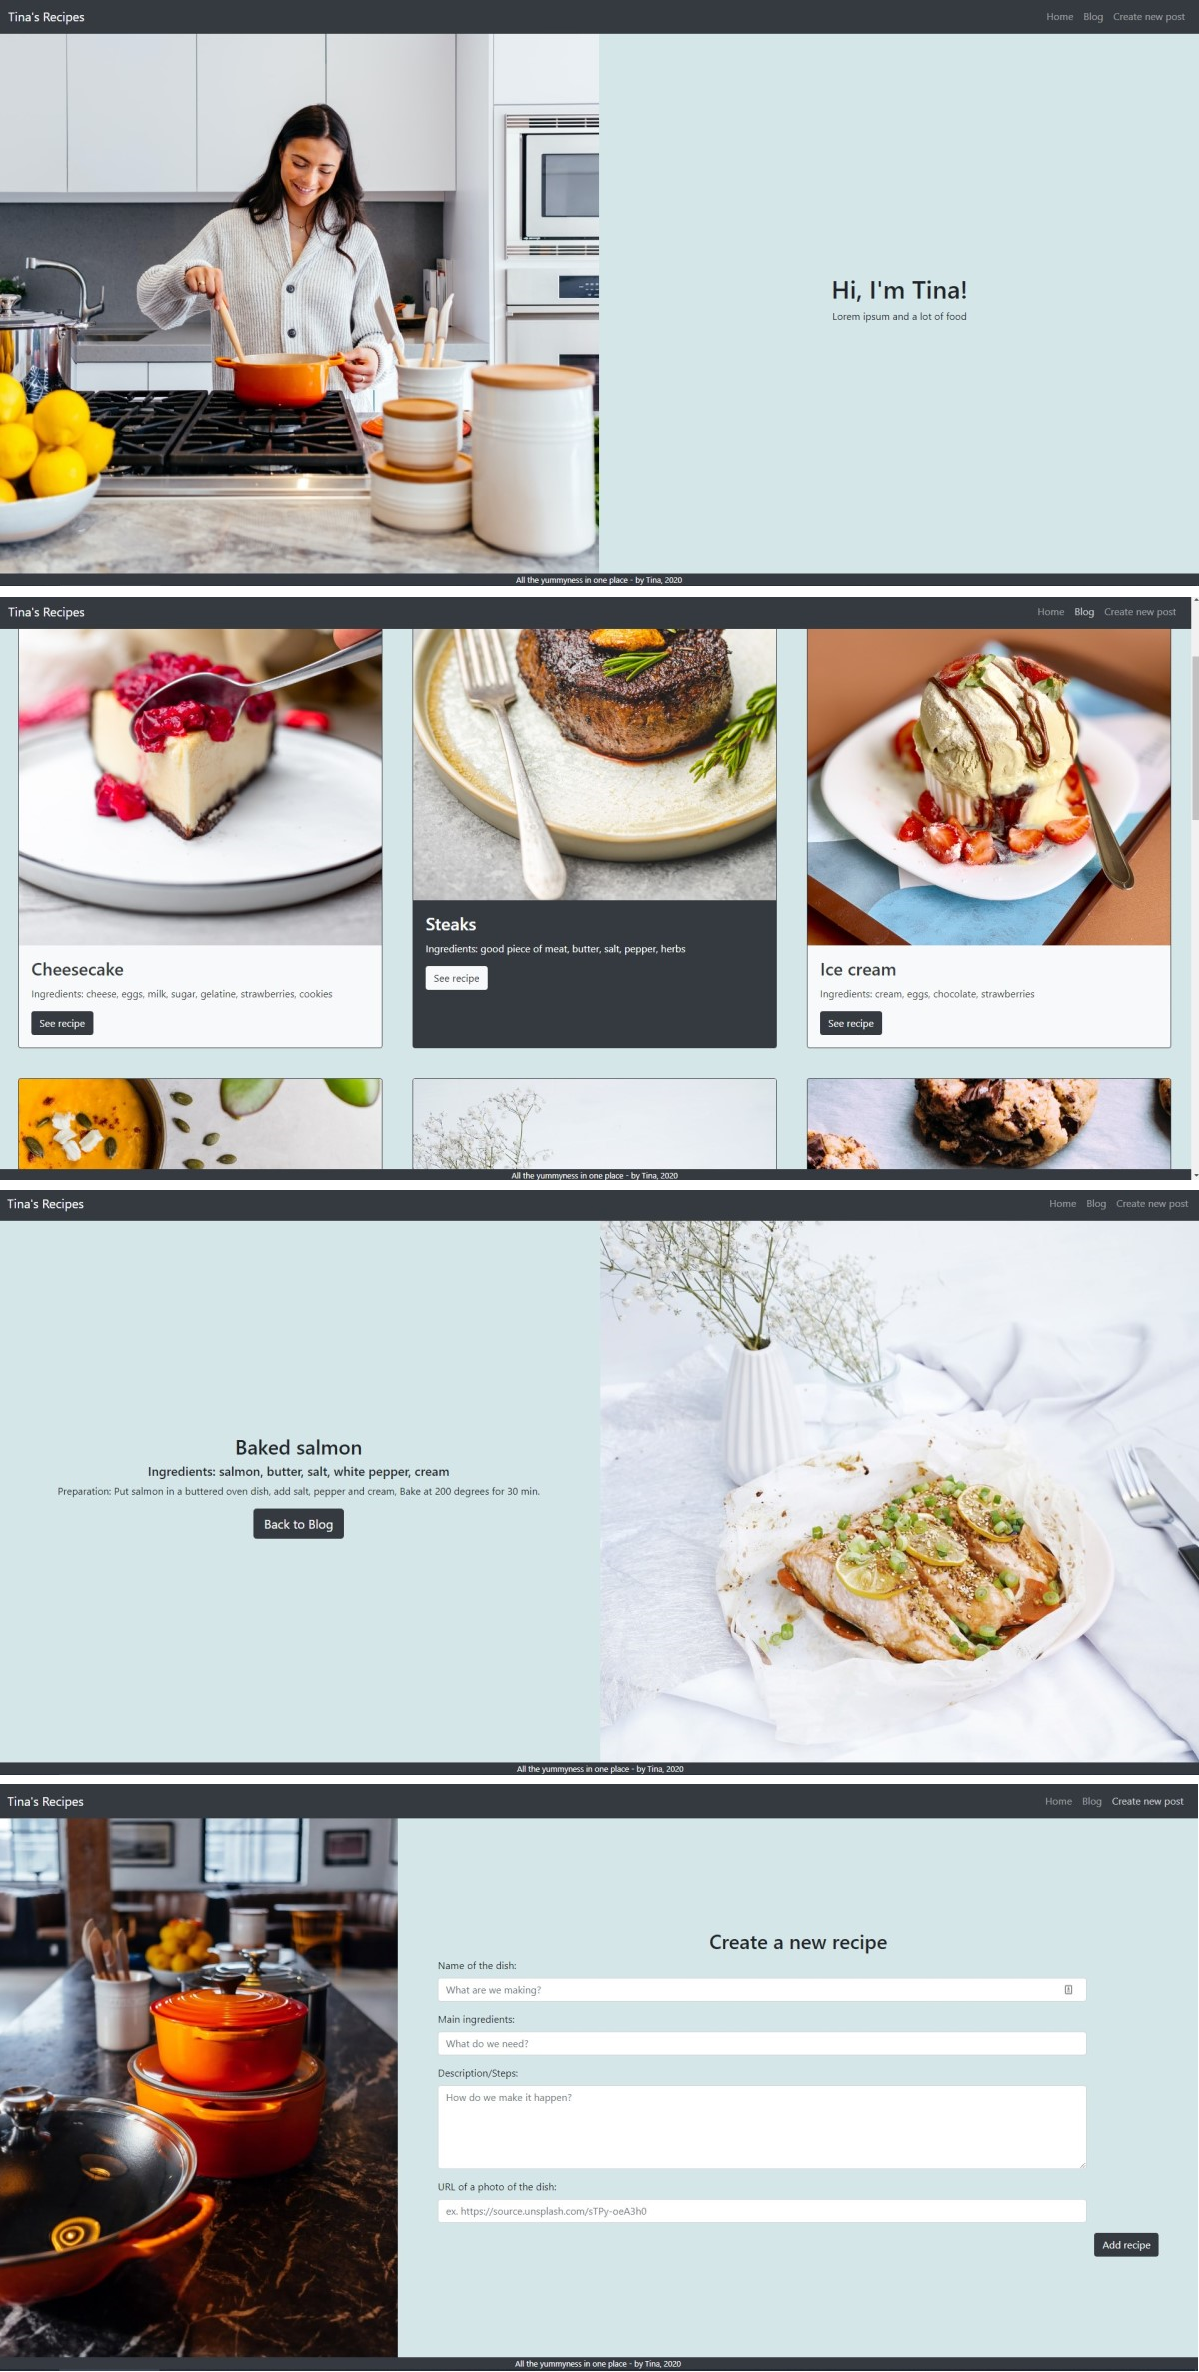 Tina's Recipes
Home Blog Create new post
Hi, I'm Tina!
Lorem ipsum and a lot of food
All the yummyness in one place - by Tina, 2020
Tina's Recipes
Home Blog Create new post
Cheesecake
Ingredients: cheese, eggs, milk, sugar, gelatine, strawberries, cookies
See recipe
Steaks
Ingredients: good piece of meat, butter, salt, pepper, herbs
See recipe
Ice cream
Ingredients: cream, eggs, chocolate, strawberries
See recipe
All the yummyness in one place - by Tina, 2020
Tina's Recipes
Home Blog Create new post
Baked salmon
Ingredients: salmon, butter, salt, white pepper, cream
Preparation: Put salmon in a buttered oven dish, add salt, pepper and cream, Bake at 200 degrees for 30 min.
Back to Blog
All the yummyness in one place - by Tina, 2020
Tina's Recipes
Home Blog Create new post
Create a new recipe
Name of the dish:
What are we making?
Main ingredients:
What do we need?
Description/Steps:
How do we make it happen?
URL of a photo of the dish:
ex. https://source.unsplash.com/sTPy-oeA3h0
Add recipe
All the yummyness in one place - by Tina, 2020